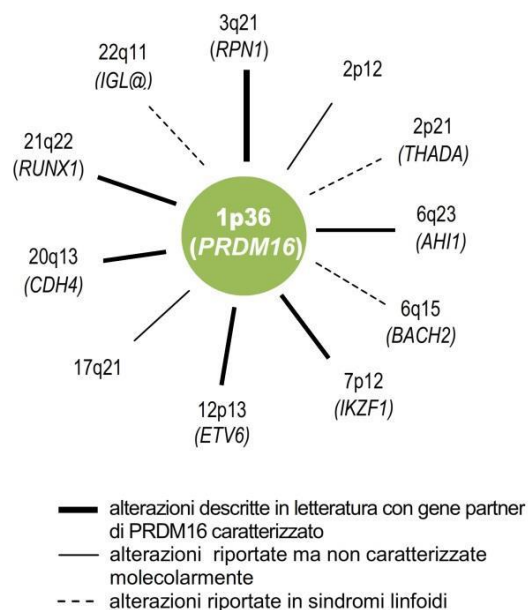 3q21
(RPN1)
2p12
2p21
(THADA)
6q23
(AHI1)
6q15
(BACH2)
7p12
(IKZF1)
12p13
(ETV6)
17q21
20q13
(CDH4)
21q22
(RUNX1)
22q11
(IGL@)
1p36
(PRDM16)
alterazioni descritte in letteratura con gene partner
di PRDM16 caratterizzato
alterazioni riportate ma non caratterizzate
molecolarmente
alterazioni riportate in sindromi linfoidi